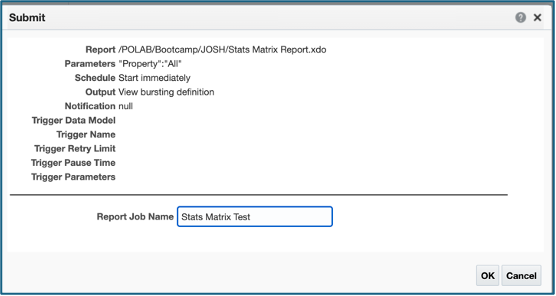 Submit
Report /POLAB/Bootcamp/JOSH/Stats Matrix Report.xdo
Parameters "Property":"All"
Schedule Start immediately
Output View bursting definition
Notification null
Trigger Data Model
Trigger Name
Trigger Retry Limit
Trigger Pause Time
Trigger Parameters
Report Job Name Stats Matrix Test
OK Cancel